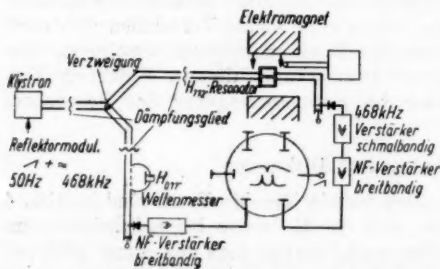 Elektromagnet
Verzweigung
Klystron
H₁₁₂-Resonator
Dämpfungsglied
468kHz
Verstärker
schmalbandig
Reflektormodul.
50Hz 468kHz
NF-Verstärker
breitbandig
H₀₁₁
Wellenmesser
NF-Verstärker
breitbandig